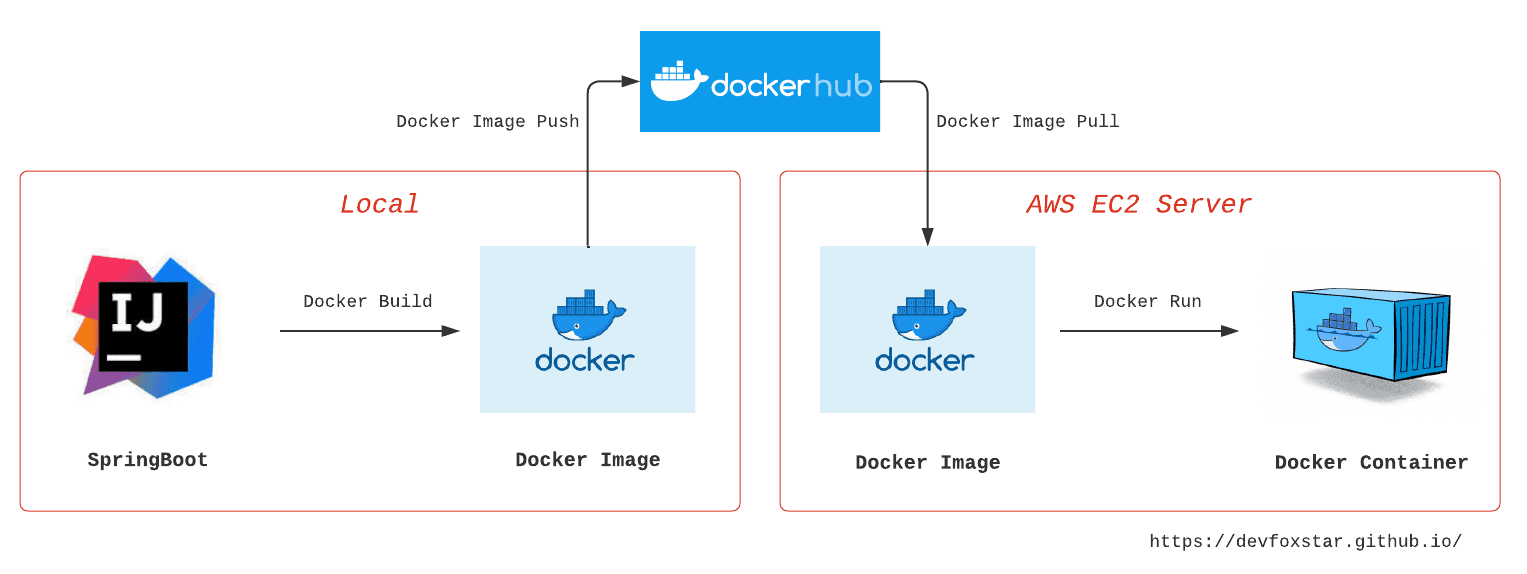 dockerhub
Docker Image Push
Docker Image Pull
Local
AWS EC2 Server
IJ
Docker Build
docker
docker
Docker Run
SpringBoot
Docker Image
Docker Image
Docker Container
https://devfoxstar.github.io/